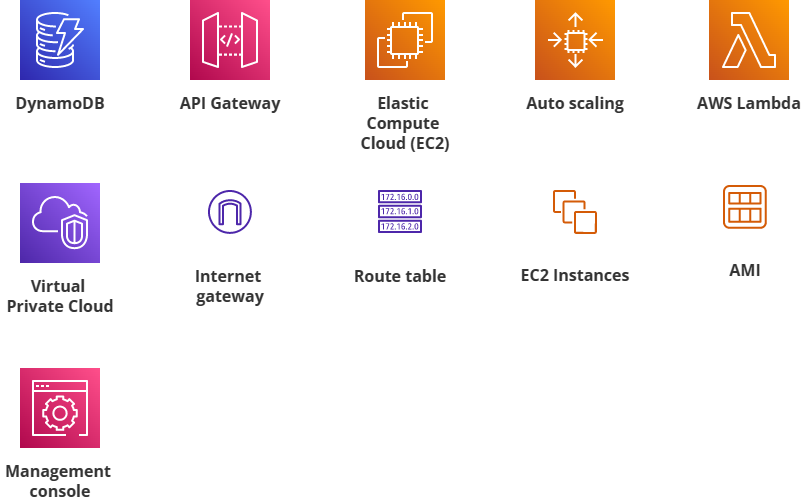 DynamoDB
API Gateway
Elastic
Compute
Cloud (EC2)
Auto scaling
AWS Lambda
Virtual
Private Cloud
Internet
gateway
172.16.0.0
172.16.1.0
172.16.2.0
Route table
EC2 Instances
AMI
Management
console